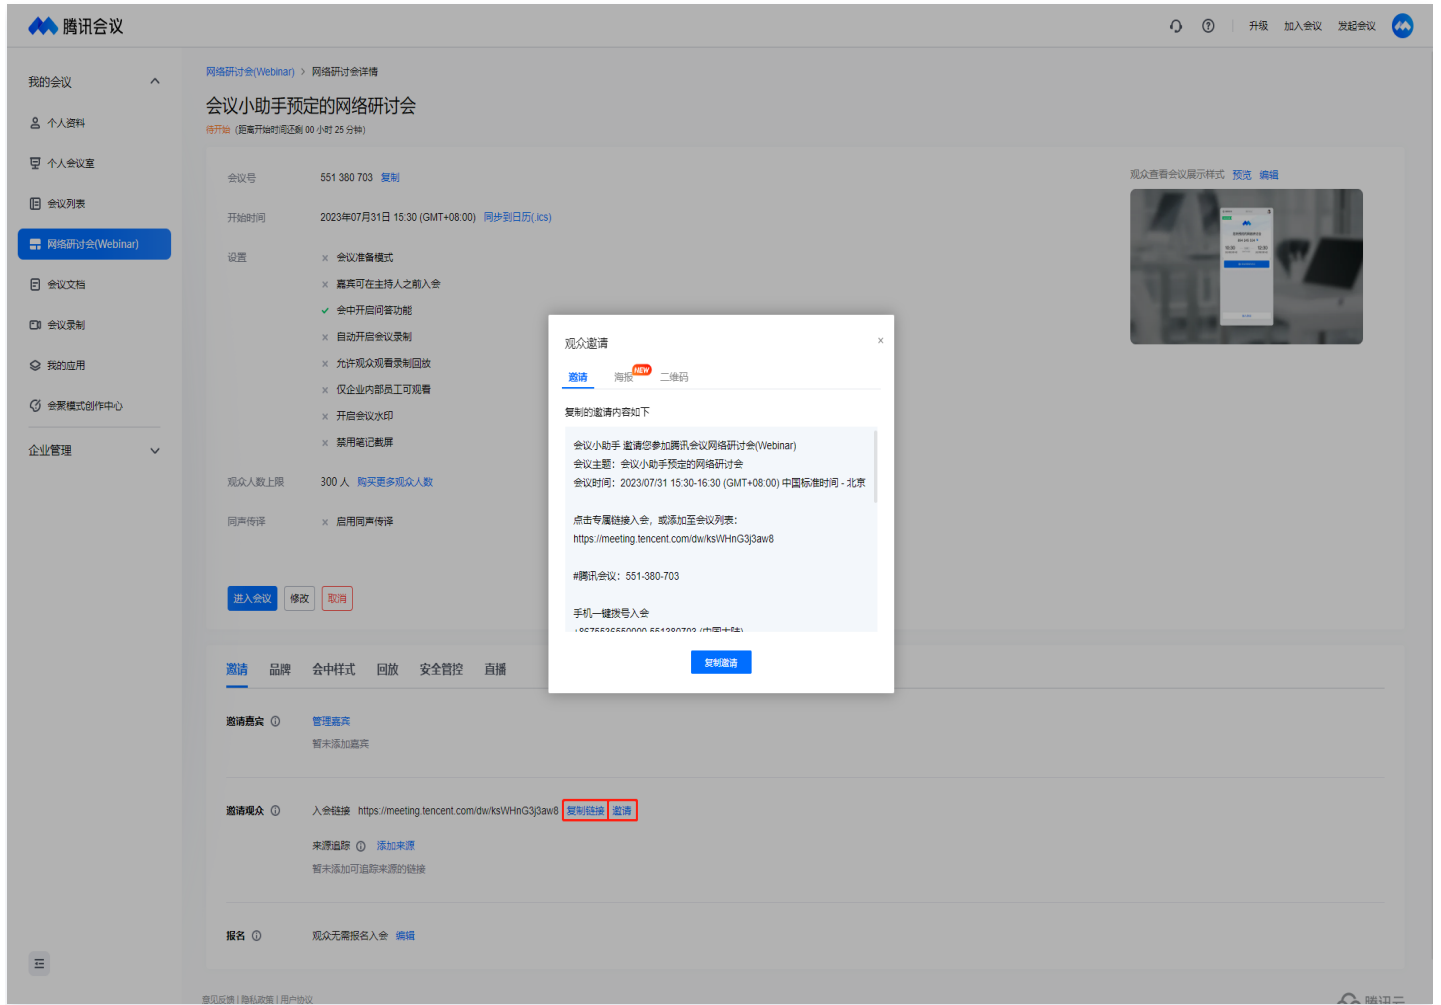 腾讯会议
升级 加入会议 发起会议
我的会议
个人资料
个人会议室
会议列表
网络研讨会(Webinar)
会议文档
会议录制
我的应用
会聚模式创作中心
企业管理
网络研讨会(Webinar) > 网络研讨会详情
会议小助手预定的网络研讨会
待开始 (距离开始时间还剩 00 小时 25 分钟)
会议号 551 380 703 复制
开始时间 2023年07月31日 15:30 (GMT+08:00) 同步到日历(.ics)
设置 会议准备模式
嘉宾可在主持人之前入会
会中开启问答功能
自动开启会议录制
允许观众观看录制回放
仅企业内部员工可观看
开启会议水印
禁用笔记截屏
观众人数上限 300 人 购买更多观众人数
同声传译 启用同声传译
进入会议 修改 取消
观众查看会议展示样式 预览 编辑
观众邀请
邀请 海报 NEW 二维码
复制的邀请内容如下
会议小助手 邀请您参加腾讯会议网络研讨会(Webinar)
会议主题：会议小助手预定的网络研讨会
会议时间：2023/07/31 15:30-16:30 (GMT+08:00) 中国标准时间 - 北京
点击专属链接入会，或添加至会议列表：
https://meeting.tencent.com/dw/ksWHnG3j3aw8
#腾讯会议：551-380-703
手机一键拨号入会
+8675536550000,551380703 (中国大陆)
复制邀请
邀请 品牌 会中样式 回放 安全管控 直播
邀请嘉宾 管理嘉宾
暂未添加嘉宾
邀请观众 入会链接 https://meeting.tencent.com/dw/ksWHnG3j3aw8 复制链接 邀请
来源追踪 添加来源
暂未添加可追踪来源的链接
报名 观众无需报名入会 编辑
意见反馈 | 隐私政策 | 用户协议
腾讯云